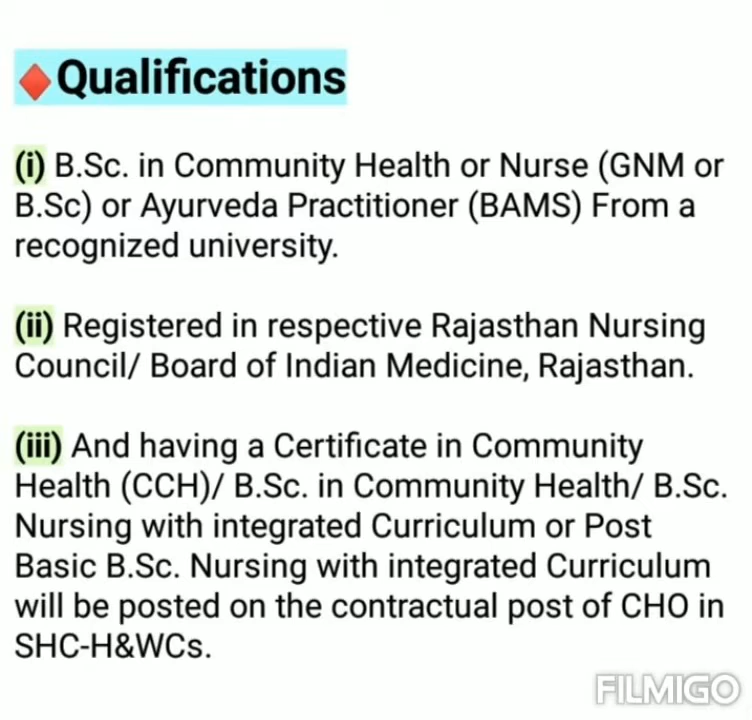 Qualifications
(i) B.Sc. in Community Health or Nurse (GNM or
B.Sc) or Ayurveda Practitioner (BAMS) From a
recognized university.
(ii) Registered in respective Rajasthan Nursing
Council/ Board of Indian Medicine, Rajasthan.
(iii) And having a Certificate in Community
Health (CCH)/ B.Sc. in Community Health/ B.Sc.
Nursing with integrated Curriculum or Post
Basic B.Sc. Nursing with integrated Curriculum
will be posted on the contractual post of CHO in
SHC-H&WCs.
FILMIGO